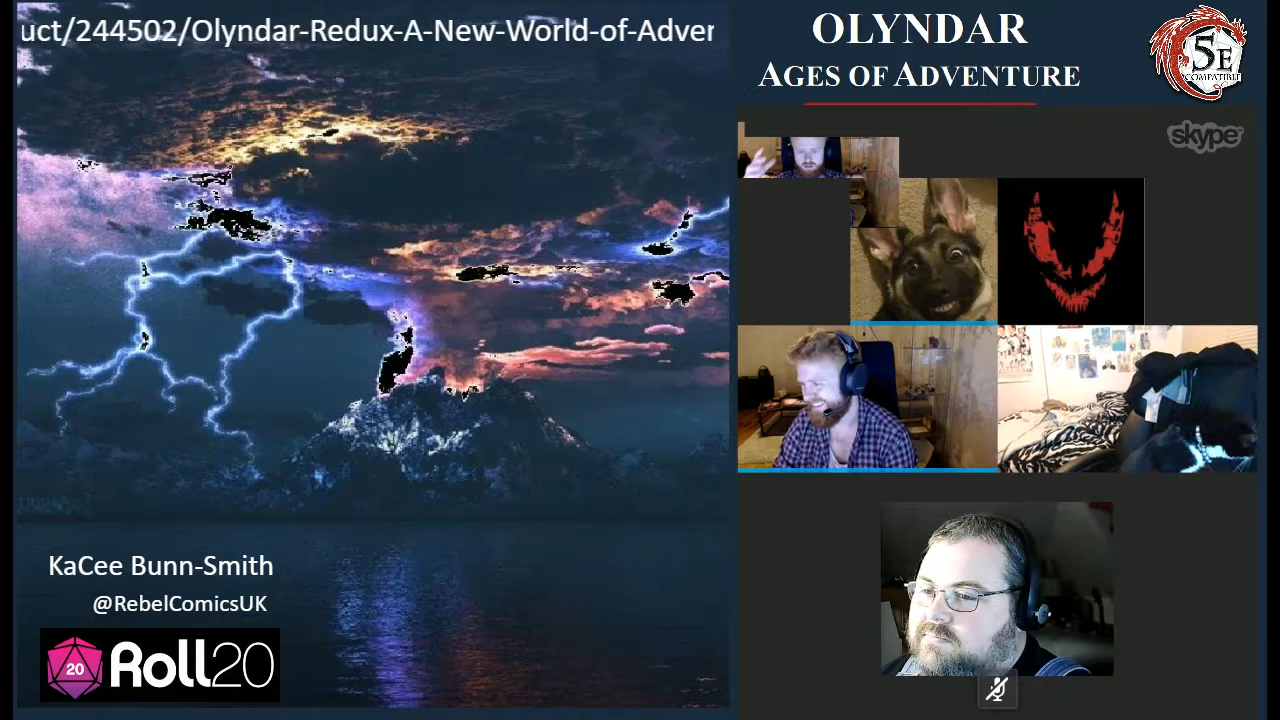 uct/244502/Olyndar-Redux-A-New-World-of-Adver
OLYNDAR
AGES OF ADVENTURE
5E
COMPATIBLE
skype
KaCee Bunn-Smith
@RebelComicsUK
20
Roll20